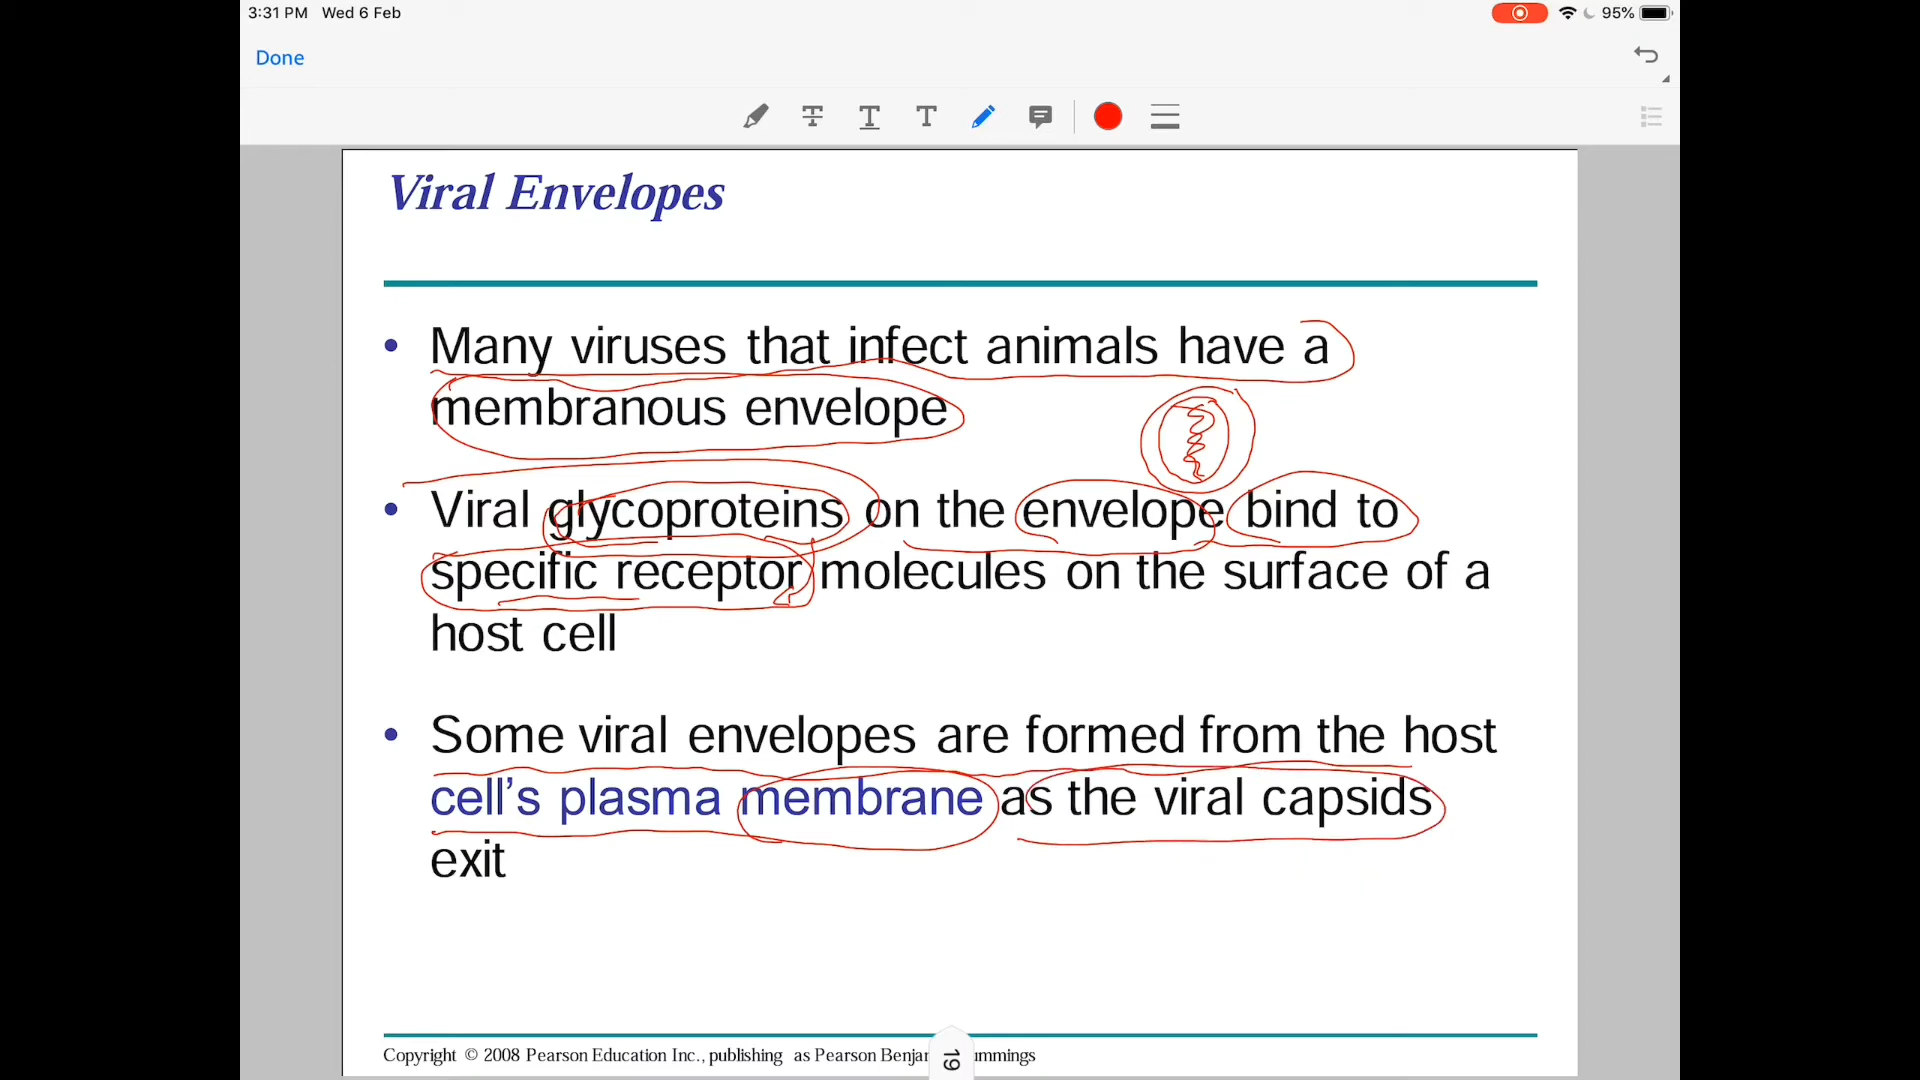 3:31 PM Wed 6 Feb
95%
Done
Viral Envelopes
• Many viruses that infect animals have a
membranous envelope
• Viral glycoproteins on the envelope bind to
specific receptor molecules on the surface of a
host cell
• Some viral envelopes are formed from the host
cell’s plasma membrane as the viral capsids
exit
Copyright © 2008 Pearson Education Inc., publishing as Pearson
19